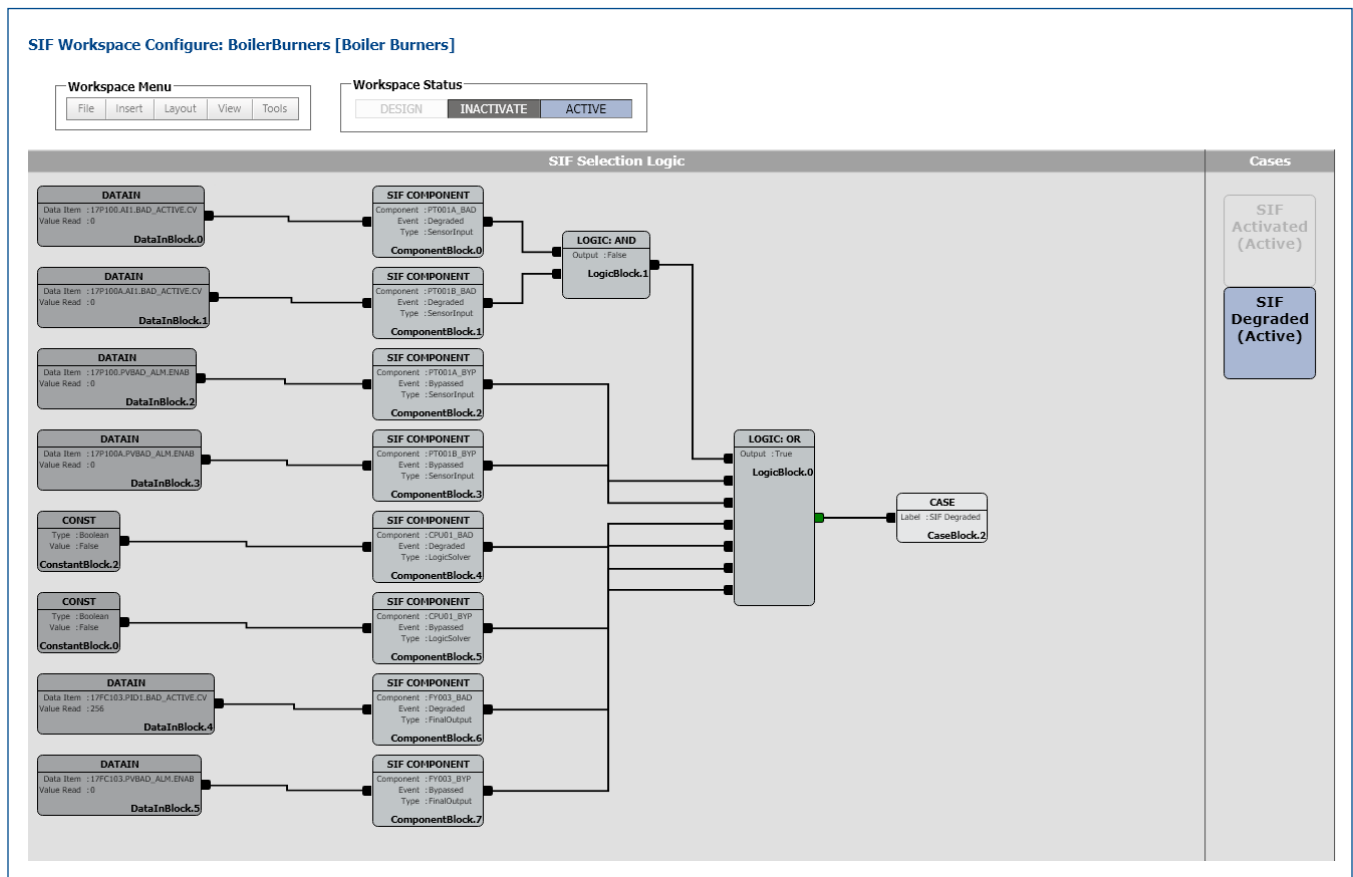 SIF Workspace Configure: BoilerBurners [Boiler Burners]
Workspace Menu
File Insert Layout View Tools
Workspace Status
DESIGN INACTIVATE ACTIVE
SIF Selection Logic
Cases
DATAIN
Data Item :17P100.AI1.BAD_ACTIVE.CV
Value Read :0
DataInBlock.0
SIF COMPONENT
Component :PT001A_BAD
Event :Degraded
Type :SensorInput
ComponentBlock.0
LOGIC: AND
Output :False
LogicBlock.1
SIF
Activated
(Active)
DATAIN
Data Item :17P100A.AI1.BAD_ACTIVE.CV
Value Read :0
DataInBlock.1
SIF COMPONENT
Component :PT001B_BAD
Event :Degraded
Type :SensorInput
ComponentBlock.1
SIF
Degraded
(Active)
DATAIN
Data Item :17P100.PVBAD_ALM.ENAB
Value Read :0
DataInBlock.2
SIF COMPONENT
Component :PT001A_BYP
Event :Bypassed
Type :SensorInput
ComponentBlock.2
DATAIN
Data Item :17P100A.PVBAD_ALM.ENAB
Value Read :0
DataInBlock.3
SIF COMPONENT
Component :PT001B_BYP
Event :Bypassed
Type :SensorInput
ComponentBlock.3
LOGIC: OR
Output :True
LogicBlock.0
CASE
Label :SIF Degraded
CaseBlock.2
CONST
Type :Boolean
Value :False
ConstantBlock.2
SIF COMPONENT
Component :CPU01_BAD
Event :Degraded
Type :LogicSolver
ComponentBlock.4
CONST
Type :Boolean
Value :False
ConstantBlock.0
SIF COMPONENT
Component :CPU01_BYP
Event :Bypassed
Type :LogicSolver
ComponentBlock.5
DATAIN
Data Item :17FC103.PID1.BAD_ACTIVE.CV
Value Read :256
DataInBlock.4
SIF COMPONENT
Component :FY003_BAD
Event :Degraded
Type :FinalOutput
ComponentBlock.6
DATAIN
Data Item :17FC103.PVBAD_ALM.ENAB
Value Read :0
DataInBlock.5
SIF COMPONENT
Component :FY003_BYP
Event :Bypassed
Type :FinalOutput
ComponentBlock.7